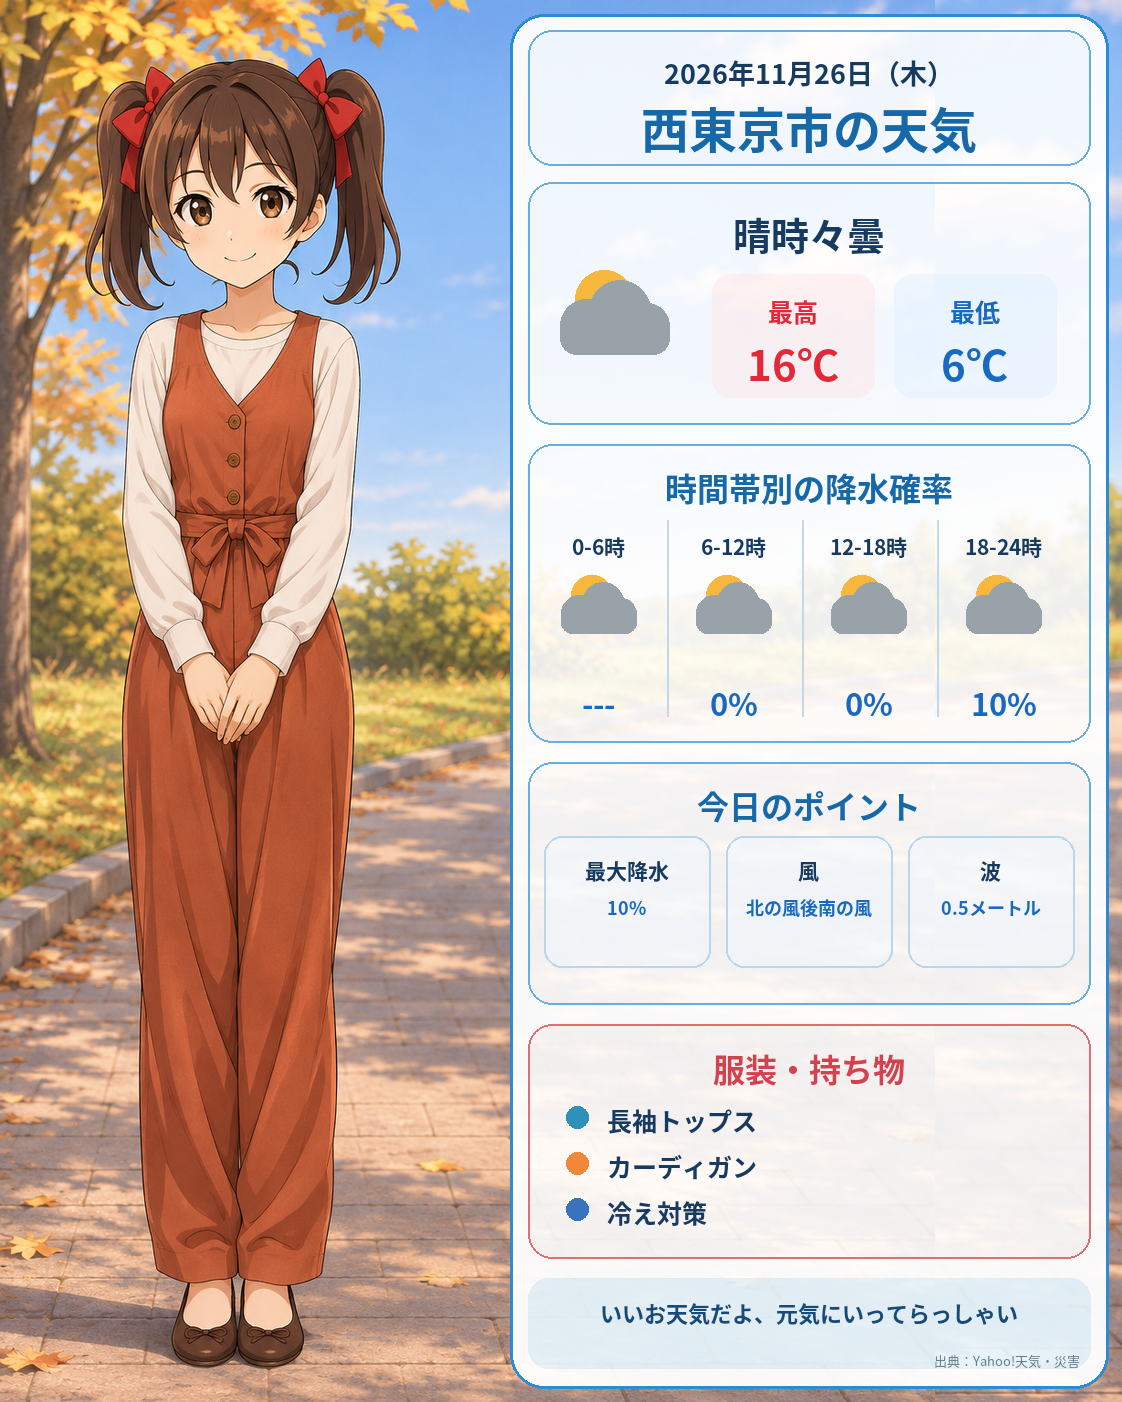 2026年11月26日（木）
西東京市の天気
晴時々曇
最高
16℃
最低
6℃
時間帯別の降水確率
0-6時
6-12時
12-18時
18-24時
---
0%
0%
10%
今日のポイント
最大降水
10%
風
北の風後南の風
波
0.5メートル
服装・持ち物
長袖トップス
カーディガン
冷え対策
いいお天気だよ、元気にいってらっしゃい
出典：Yahoo!天気・災害